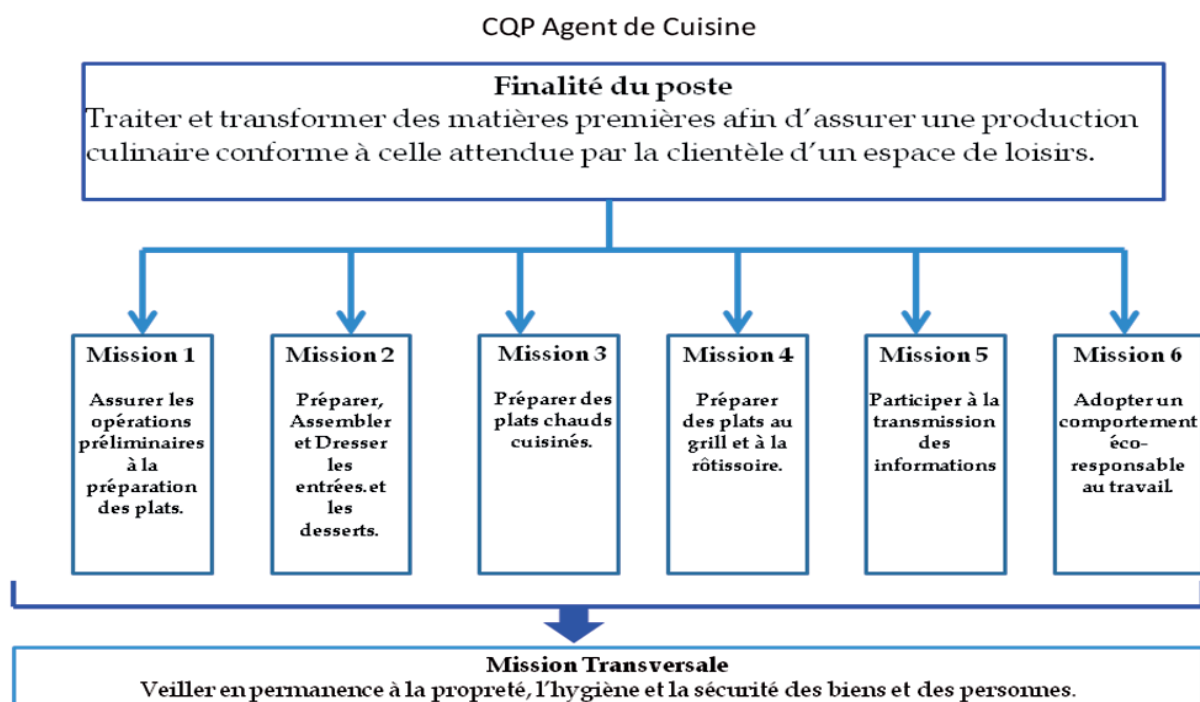 CQP Agent de Cuisine
Finalité du poste
Traiter et transformer des matières premières afin d’assurer une production
culinaire conforme à celle attendue par la clientèle d’un espace de loisirs.
Mission 1
Assurer les
opérations
préliminaires
à la
préparation
des plats.
Mission 2
Préparer,
Assembler
et Dresser
les
entrées.et
les
desserts.
Mission 3
Préparer des
plats chauds
cuisinés.
Mission 4
Préparer
des plats au
grill et à la
rôtissoire.
Mission 5
Participer à la
transmission
des
informations
Mission 6
Adopter un
comportement
éco-
responsable
au travail.
Mission Transversale
Veiller en permanence à la propreté, l’hygiène et la sécurité des biens et des personnes.